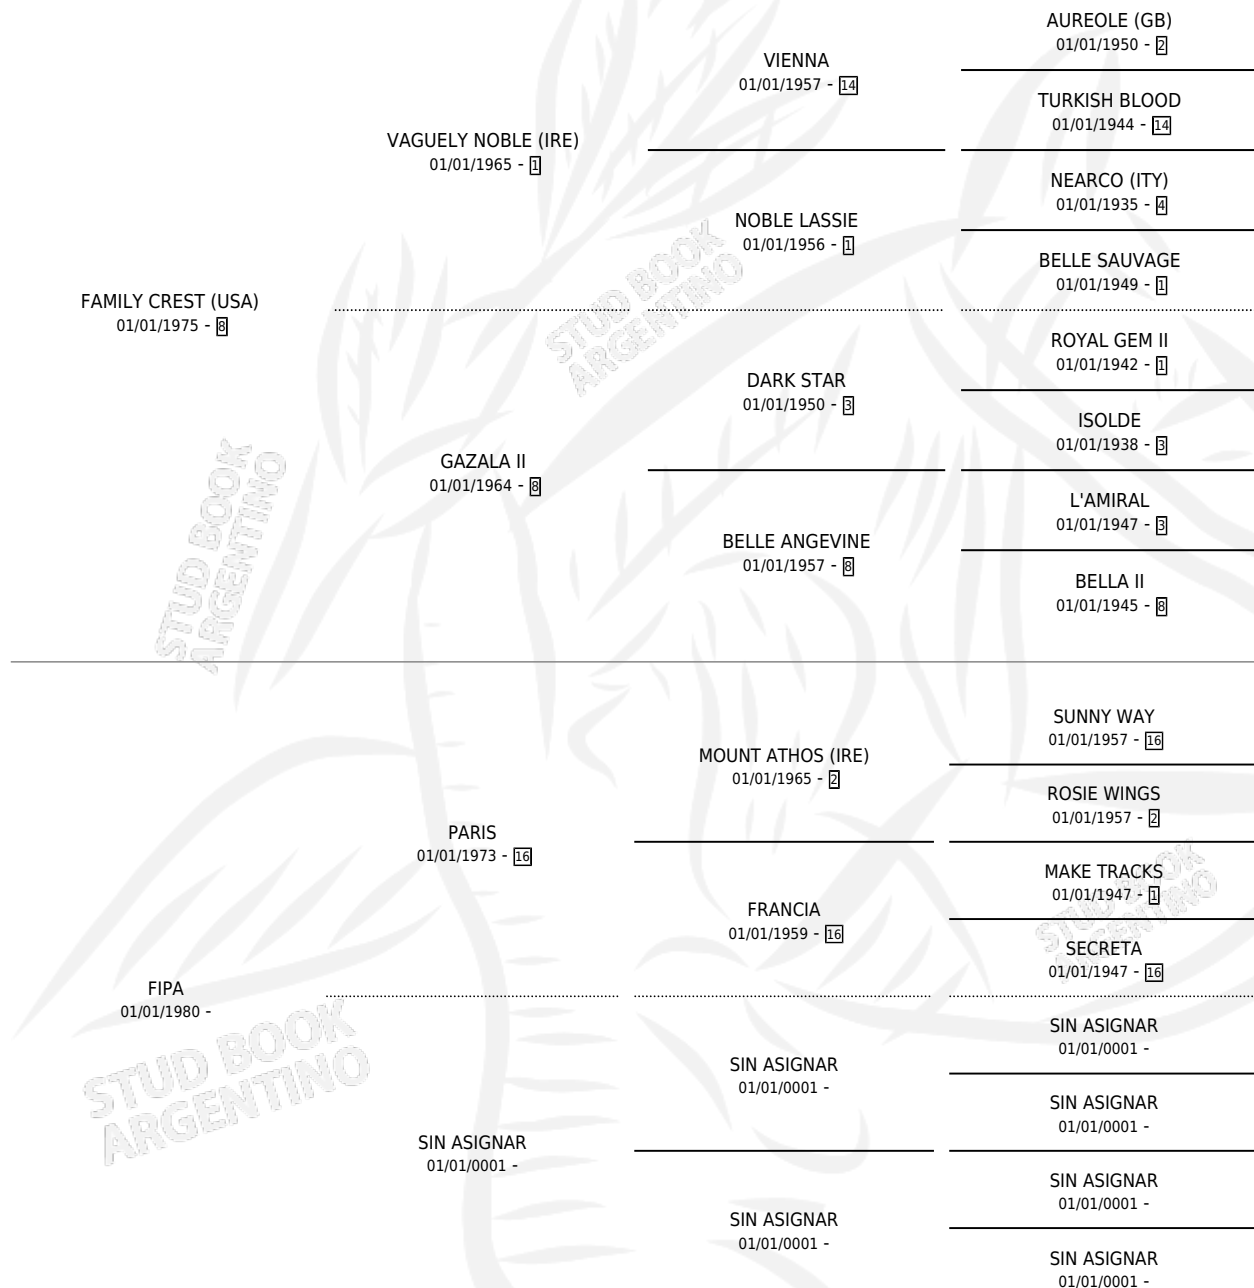 AUREOLE (GB)
01/01/1950 - 2
VIENNA
01/01/1957 - 14
TURKISH BLOOD
01/01/1944 - 14
VAGUELY NOBLE (IRE)
01/01/1965 - 1
NEARCO (ITY)
01/01/1935 - 4
NOBLE LASSIE
01/01/1956 - 1
BELLE SAUVAGE
01/01/1949 - 1
FAMILY CREST (USA)
01/01/1975 - 8
ROYAL GEM II
01/01/1942 - 1
DARK STAR
01/01/1950 - 3
ISOLDE
01/01/1938 - 3
GAZALA II
01/01/1964 - 8
L'AMIRAL
01/01/1947 - 3
BELLE ANGEVINE
01/01/1957 - 8
BELLA II
01/01/1945 - 8
SUNNY WAY
01/01/1957 - 16
MOUNT ATHOS (IRE)
01/01/1965 - 2
ROSIE WINGS
01/01/1957 - 2
PARIS
01/01/1973 - 16
MAKE TRACKS
01/01/1947 - 1
FRANCIA
01/01/1959 - 16
SECRETA
01/01/1947 - 16
FIPA
01/01/1980 -
SIN ASIGNAR
01/01/0001 -
SIN ASIGNAR
01/01/0001 -
SIN ASIGNAR
01/01/0001 -
SIN ASIGNAR
01/01/0001 -
SIN ASIGNAR
01/01/0001 -
SIN ASIGNAR
01/01/0001 -
SIN ASIGNAR
01/01/0001 -
STUD BOOK
ARGENTINO
STUD BOOK
ARGENTINO
STUD BOOK
ARGENTINO
STUD BOOK
ARGENTINO